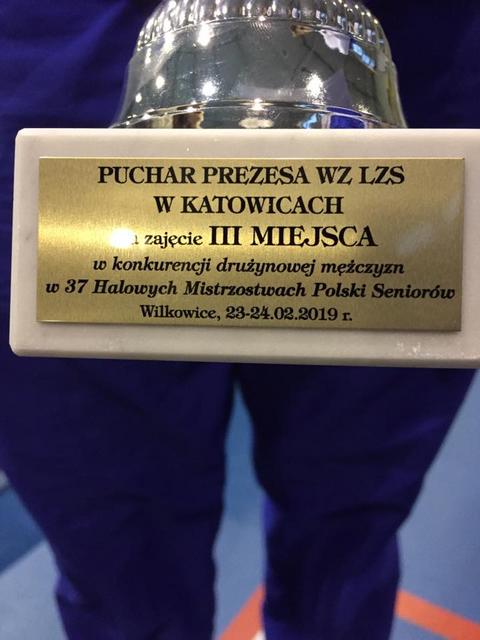 PUCHAR PREZESA WZ LZS
W KATOWICACH
zajęcie III MIEJSCA
w konkurencji drużynowej mężczyzn
w 37 Halowych Mistrzostwach Polski Seniorów
Wilkowice, 23-24.02.2019 r.